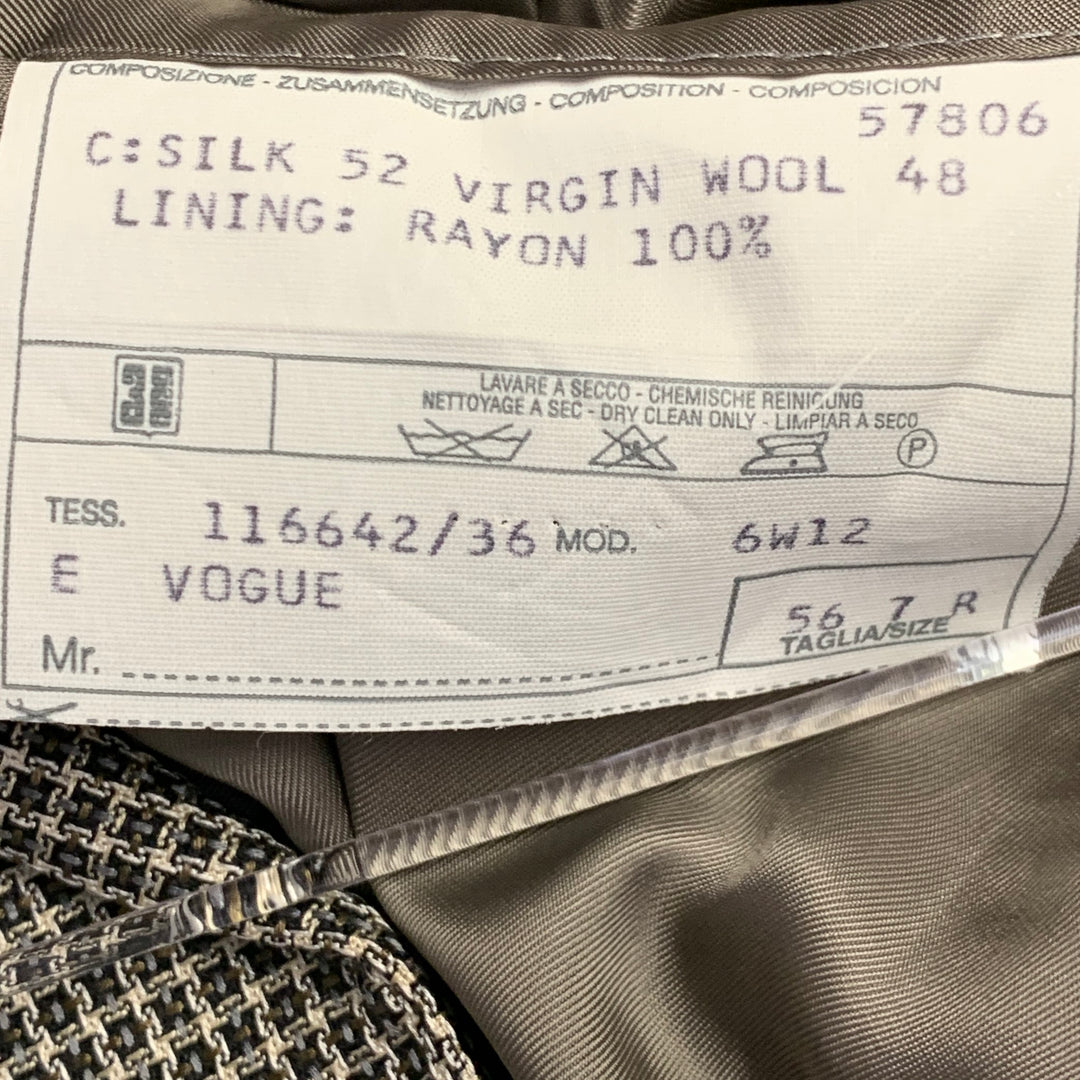 COMPOSIZIONE - ZUSAMMENSETZUNG - COMPOSITION - COMPOSICION
57806
C:SILK 52 VIRGIN WOOL 48
LINING: RAYON 100%
LAVARE A SECCO - CHEMISCHE REINIGUNG
NETTOYAGE A SEC - DRY CLEAN ONLY - LIMPIAR A SECO
P
TESS. 116642/36 MOD. 6W12
E VOGUE
56 7 R
TAGLIA/SIZE
Mr.